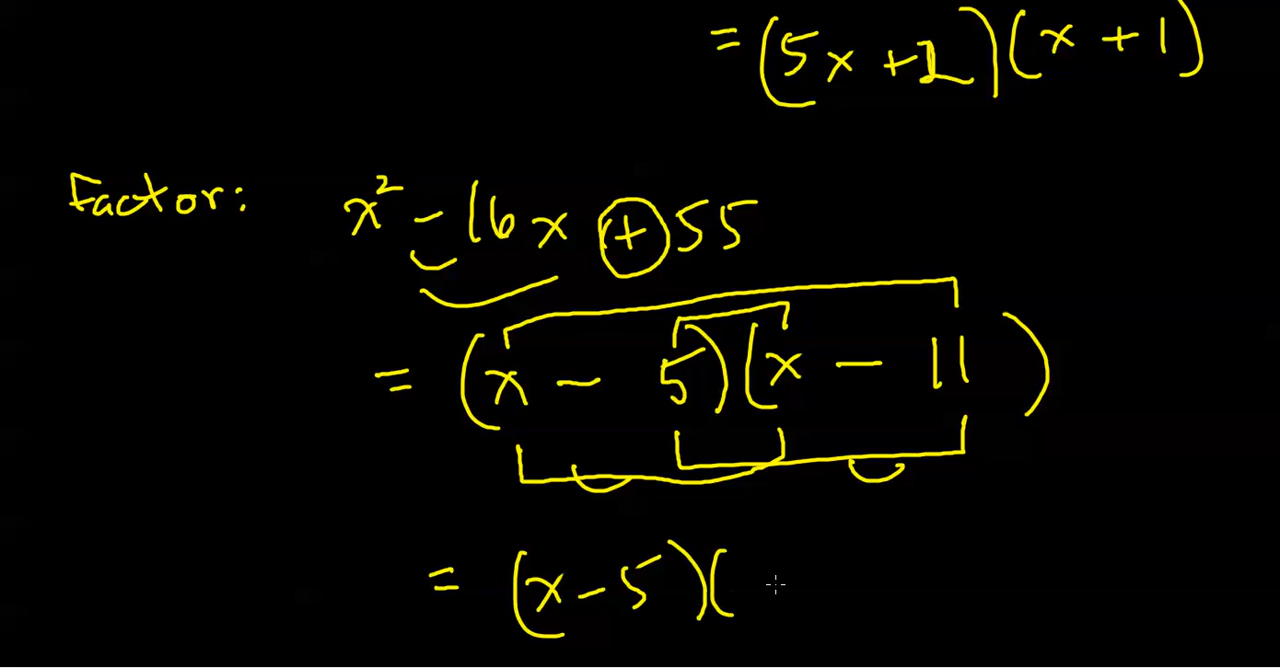 = (5x + 2)(x + 1)
Factor: x² - 16x + 55
= (x - 5)(x - 11)
= (x - 5)(